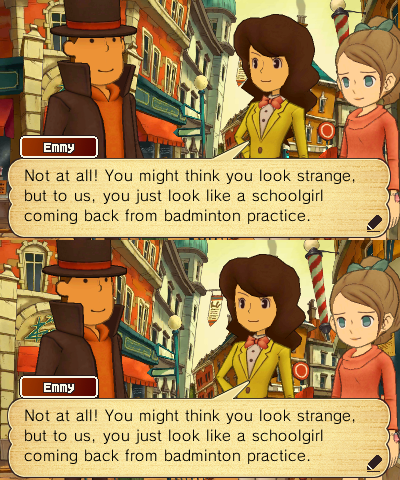 Emmy
Not at all! You might think you look strange,
but to us, you just look like a schoolgirl
coming back from badminton practice.
Emmy
Not at all! You might think you look strange,
but to us, you just look like a schoolgirl
coming back from badminton practice.